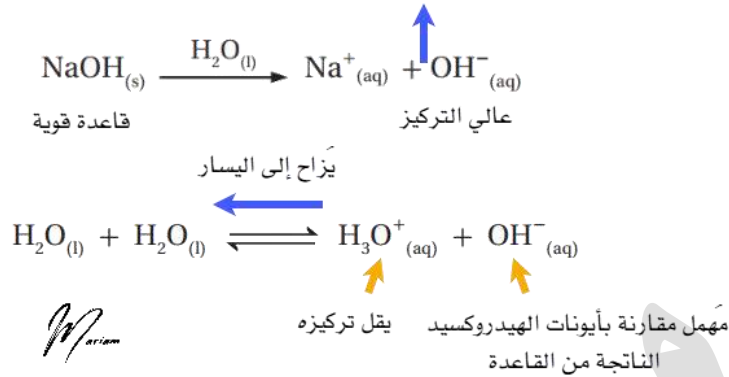 NaOH(s) H₂O(l) → Na⁺(aq) + OH⁻(aq)
قاعدة قوية
عالي التركيز
يُزاح إلى اليسار
H₂O(l) + H₂O(l) ⇌ H₃O⁺(aq) + OH⁻(aq)
يقل تركيزه
مُهمل مقارنة بأيونات الهيدروكسيد
الناتجة من القاعدة
Mariam